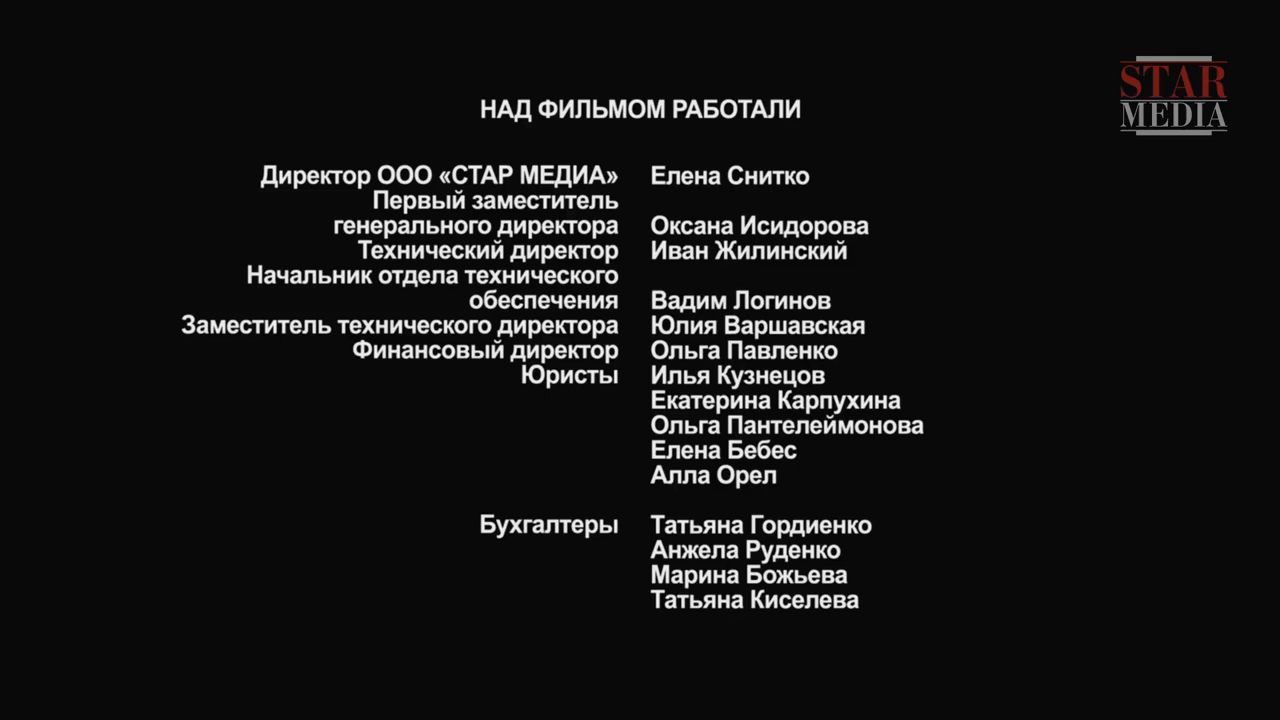 STAR
MEDIA
НАД ФИЛЬМОМ РАБОТАЛИ
Директор ООО «СТАР МЕДИА» Елена Снитко
Первый заместитель
генерального директора Оксана Исидорова
Технический директор Иван Жилинский
Начальник отдела технического
обеспечения Вадим Логинов
Заместитель технического директора Юлия Варшавская
Финансовый директор Ольга Павленко
Юристы Илья Кузнецов
Екатерина Карпухина
Ольга Пантелеймонова
Елена Бебес
Алла Орел
Бухгалтеры Татьяна Гордиенко
Анжела Руденко
Марина Божьева
Татьяна Киселева